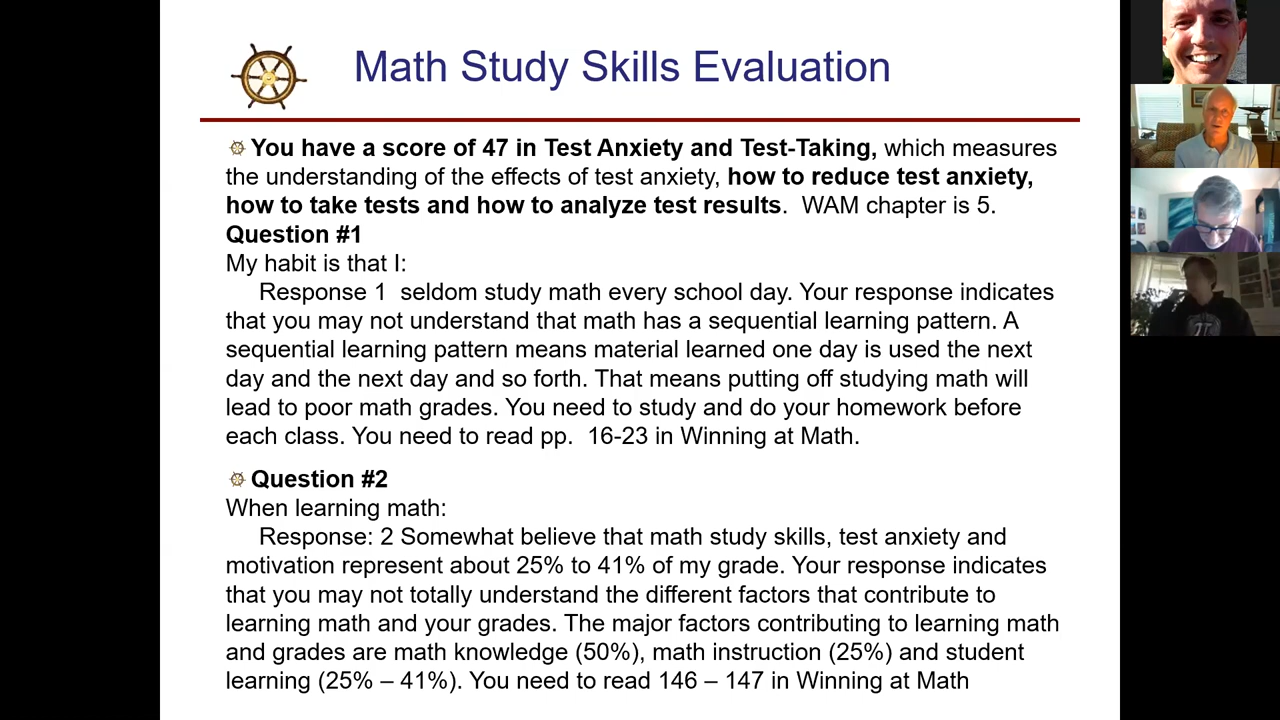 Math Study Skills Evaluation
You have a score of 47 in Test Anxiety and Test-Taking, which measures
the understanding of the effects of test anxiety, how to reduce test anxiety,
how to take tests and how to analyze test results.  WAM chapter is 5.
Question #1
My habit is that I:
Response 1  seldom study math every school day. Your response indicates
that you may not understand that math has a sequential learning pattern. A
sequential learning pattern means material learned one day is used the next
day and the next day and so forth. That means putting off studying math will
lead to poor math grades. You need to study and do your homework before
each class. You need to read pp.  16-23 in Winning at Math.
Question #2
When learning math:
Response: 2 Somewhat believe that math study skills, test anxiety and
motivation represent about 25% to 41% of my grade. Your response indicates
that you may not totally understand the different factors that contribute to
learning math and your grades. The major factors contributing to learning math
and grades are math knowledge (50%), math instruction (25%) and student
learning (25% – 41%). You need to read 146 – 147 in Winning at Math